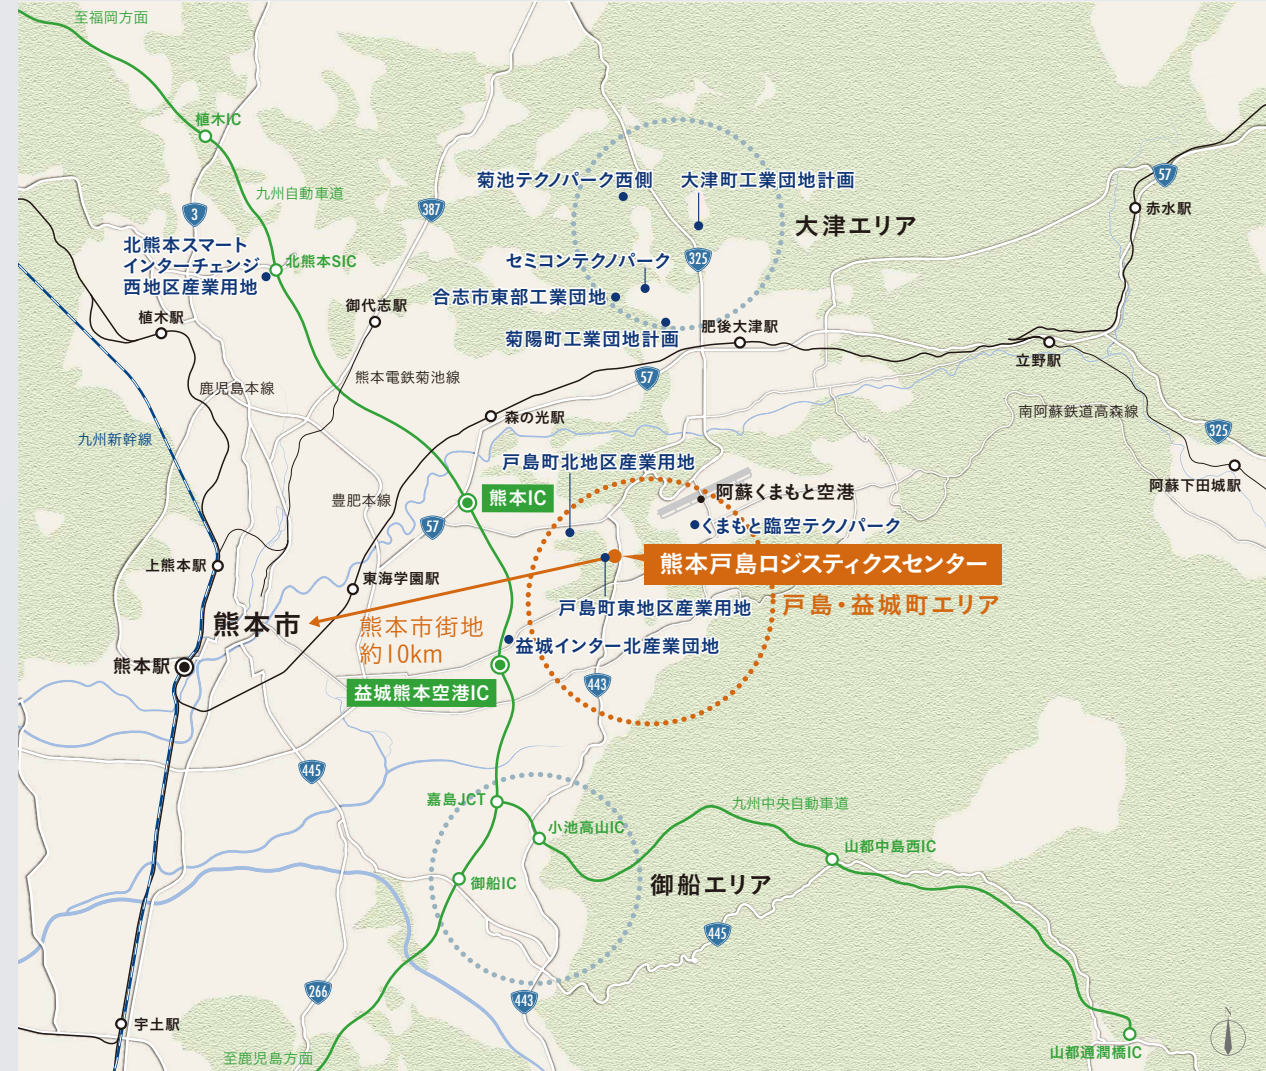 至福岡方面
植木IC
九州自動車道
57
赤水駅
菊池テクノパーク西側
大津町工業団地計画
387
3
大津エリア
北熊本スマート
インターチェンジ
西地区産業用地
北熊本SIC
325
セミコンテクノパーク
合志市東部工業団地
御代志駅
植木駅
肥後大津駅
菊陽町工業団地計画
立野駅
57
熊本電鉄菊池線
鹿児島本線
森の光駅
南阿蘇鉄道高森線
325
九州新幹線
戸島町北地区産業用地
阿蘇下田城駅
阿蘇くまもと空港
熊本IC
豊肥本線
57
くまもと臨空テクノパーク
上熊本駅
熊本戸島ロジスティクスセンター
東海学園駅
戸島町東地区産業用地
戸島・益城町エリア
熊本市
熊本市街地
約10km
益城インター北産業団地
熊本駅
益城熊本空港IC
443
445
嘉島JCT
九州中央自動車道
小池高山IC
山都中島西IC
御船IC
御船エリア
445
266
443
宇土駅
N
至鹿児島方面
山都通潤橋IC